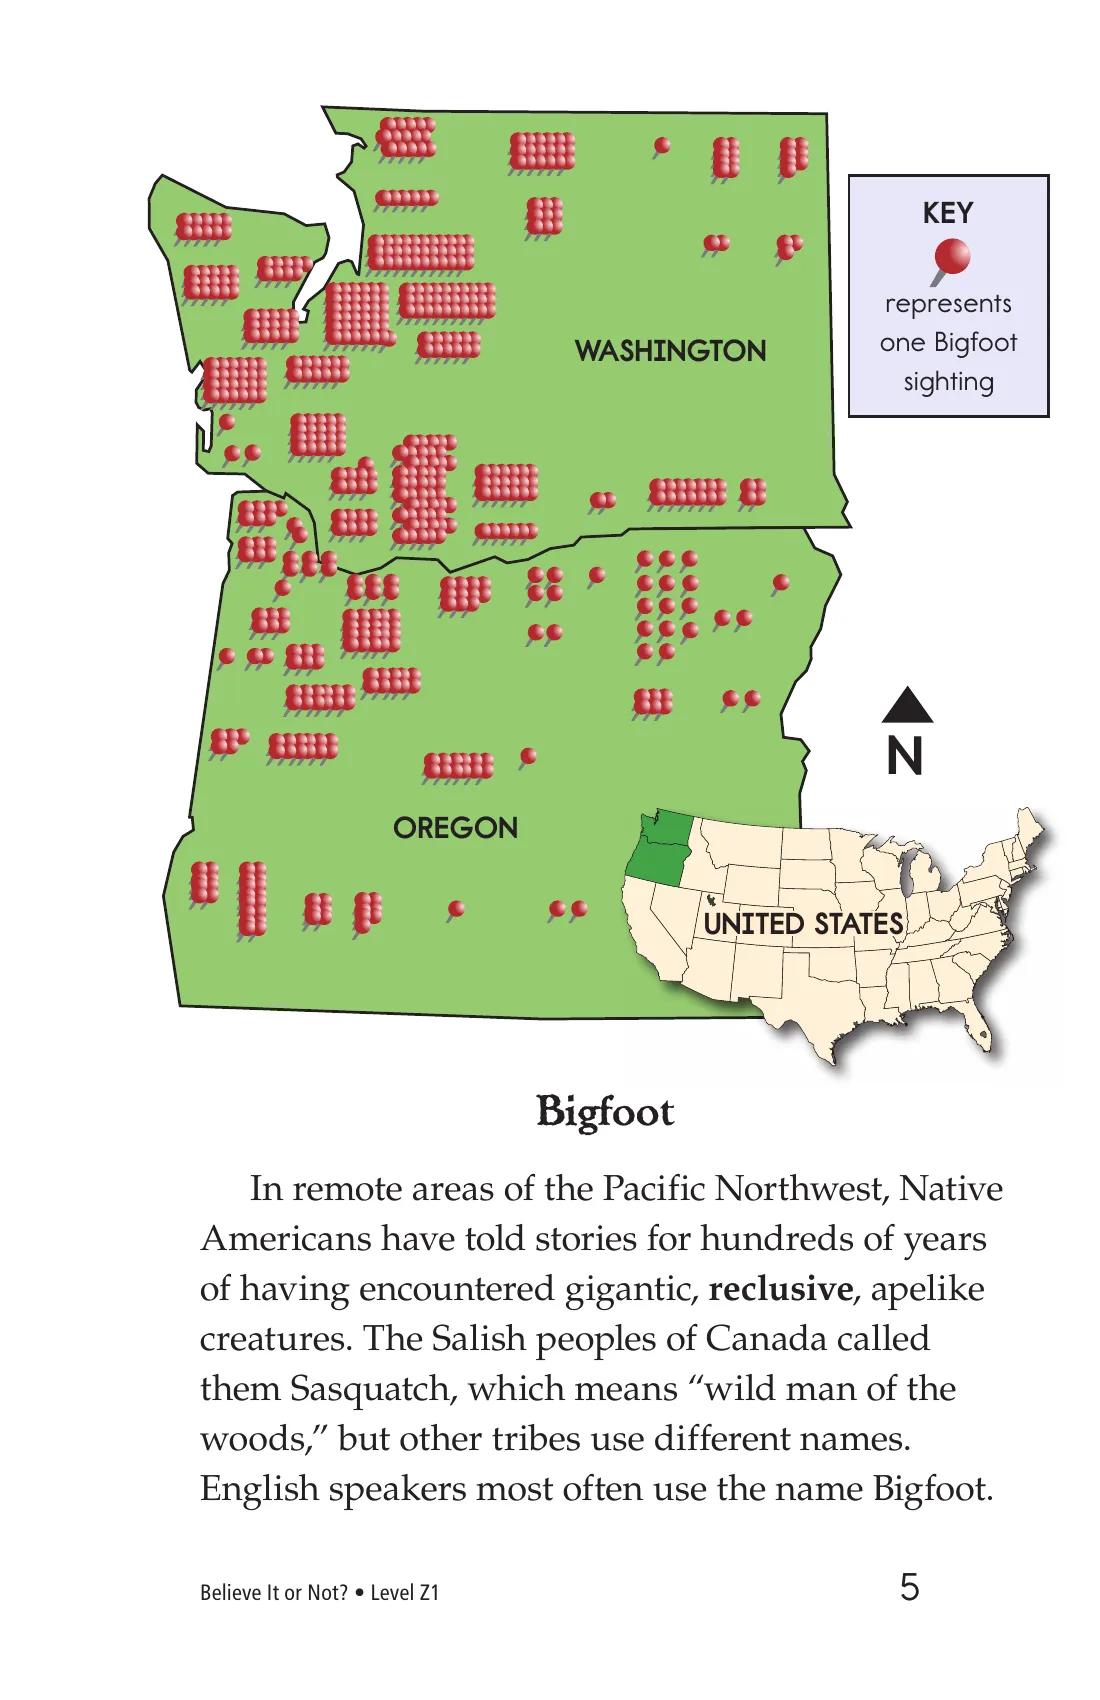 KEY
represents
one Bigfoot
sighting
WASHINGTON
N
OREGON
UNITED STATES
Bigfoot
In remote areas of the Pacific Northwest, Native
Americans have told stories for hundreds of years
of having encountered gigantic, reclusive, apelike
creatures. The Salish peoples of Canada called
them Sasquatch, which means “wild man of the
woods,” but other tribes use different names.
English speakers most often use the name Bigfoot.
Believe It or Not? • Level Z1
5